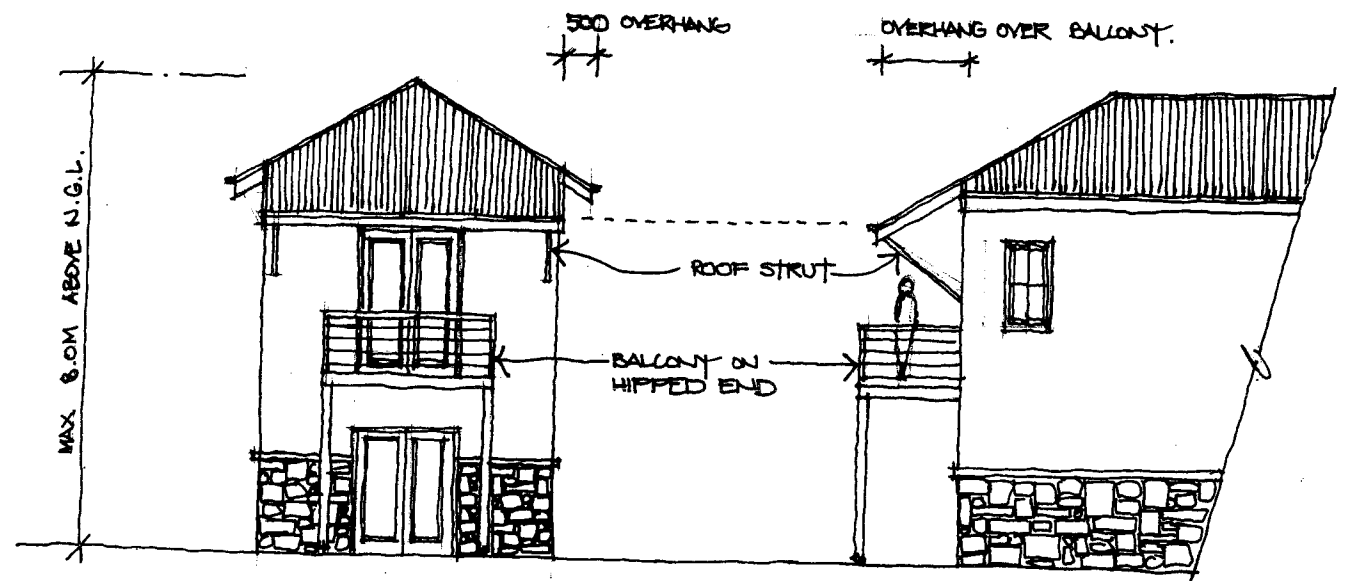 500 OVERHANG
OVERHANG OVER BALCONY.
MAX 8.0M ABOVE N.G.L.
ROOF STRUT
BALCONY ON
HIPPED END